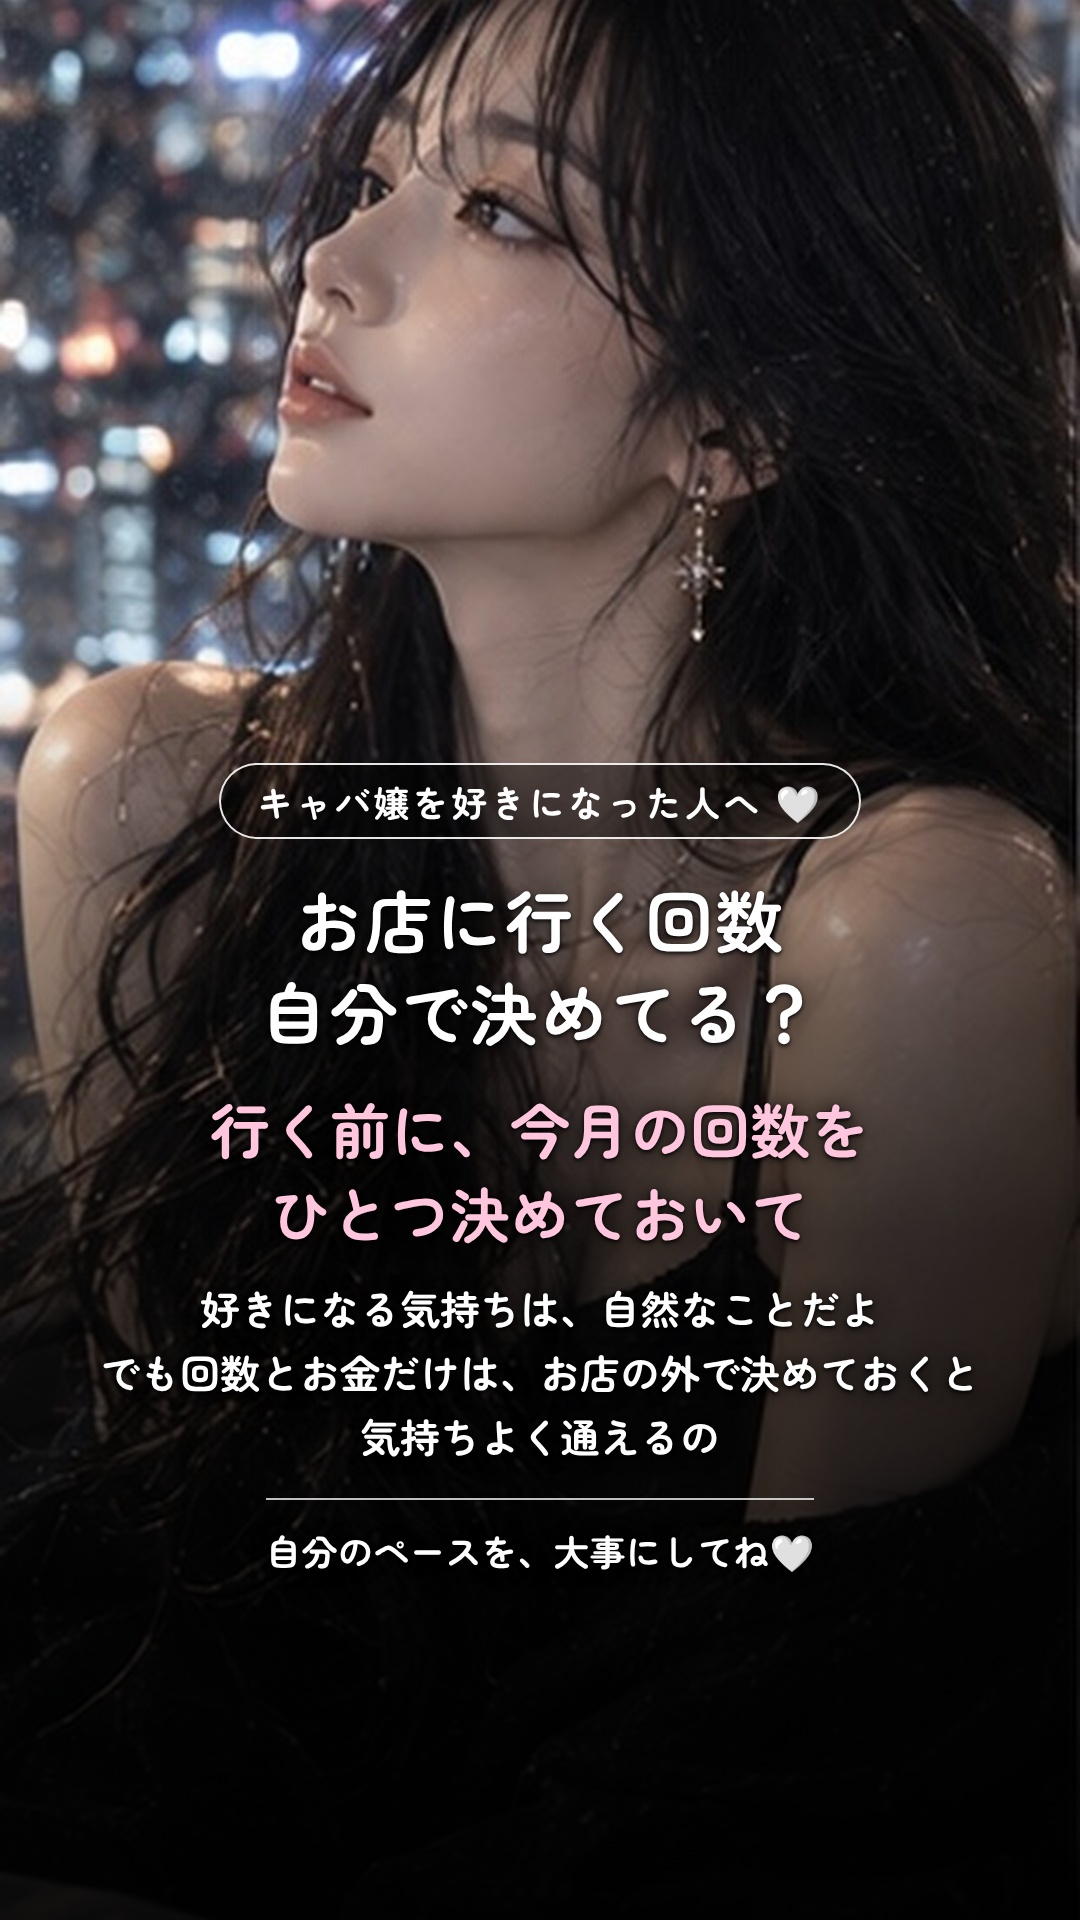 キャバ嬢を好きになった人へ 🤍
お店に行く回数
自分で決めてる？
行く前に、今月の回数を
ひとつ決めておいて
好きになる気持ちは、自然なことだよ
でも回数とお金だけは、お店の外で決めておくと
気持ちよく通えるの
自分のペースを、大事にしてね🤍